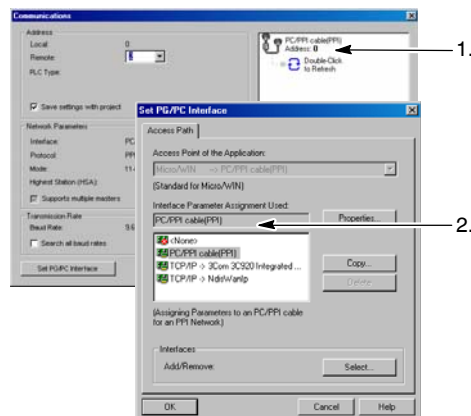 Communications
Address
Local: 0
Remote:
PLC Type:
Save settings with project
PC/PPI cable(PPI)
Address: 0
Double-Click
to Refresh
1.
Network Parameters
Interface: PC
Protocol: PPI
Mode: 11-
Highest Station (HSA):
Supports multiple masters
Transmission Rate
Baud Rate: 9.6
Search all baud rates
Set PG/PC Interface
Set PG/PC Interface
Access Path
Access Point of the Application:
Micro/WIN -> PC/PPI cable(PPI)
(Standard for Micro/WIN)
Interface Parameter Assignment Used:
PC/PPI cable(PPI)
Properties...
2.
<None>
PC/PPI cable(PPI)
TCP/IP -> 3Com 3C920 Integrated ...
TCP/IP -> NdisWanIp
Copy...
Delete
(Assigning Parameters to an PC/PPI cable
for an PPI Network)
Interfaces
Add/Remove:
Select...
OK
Cancel
Help